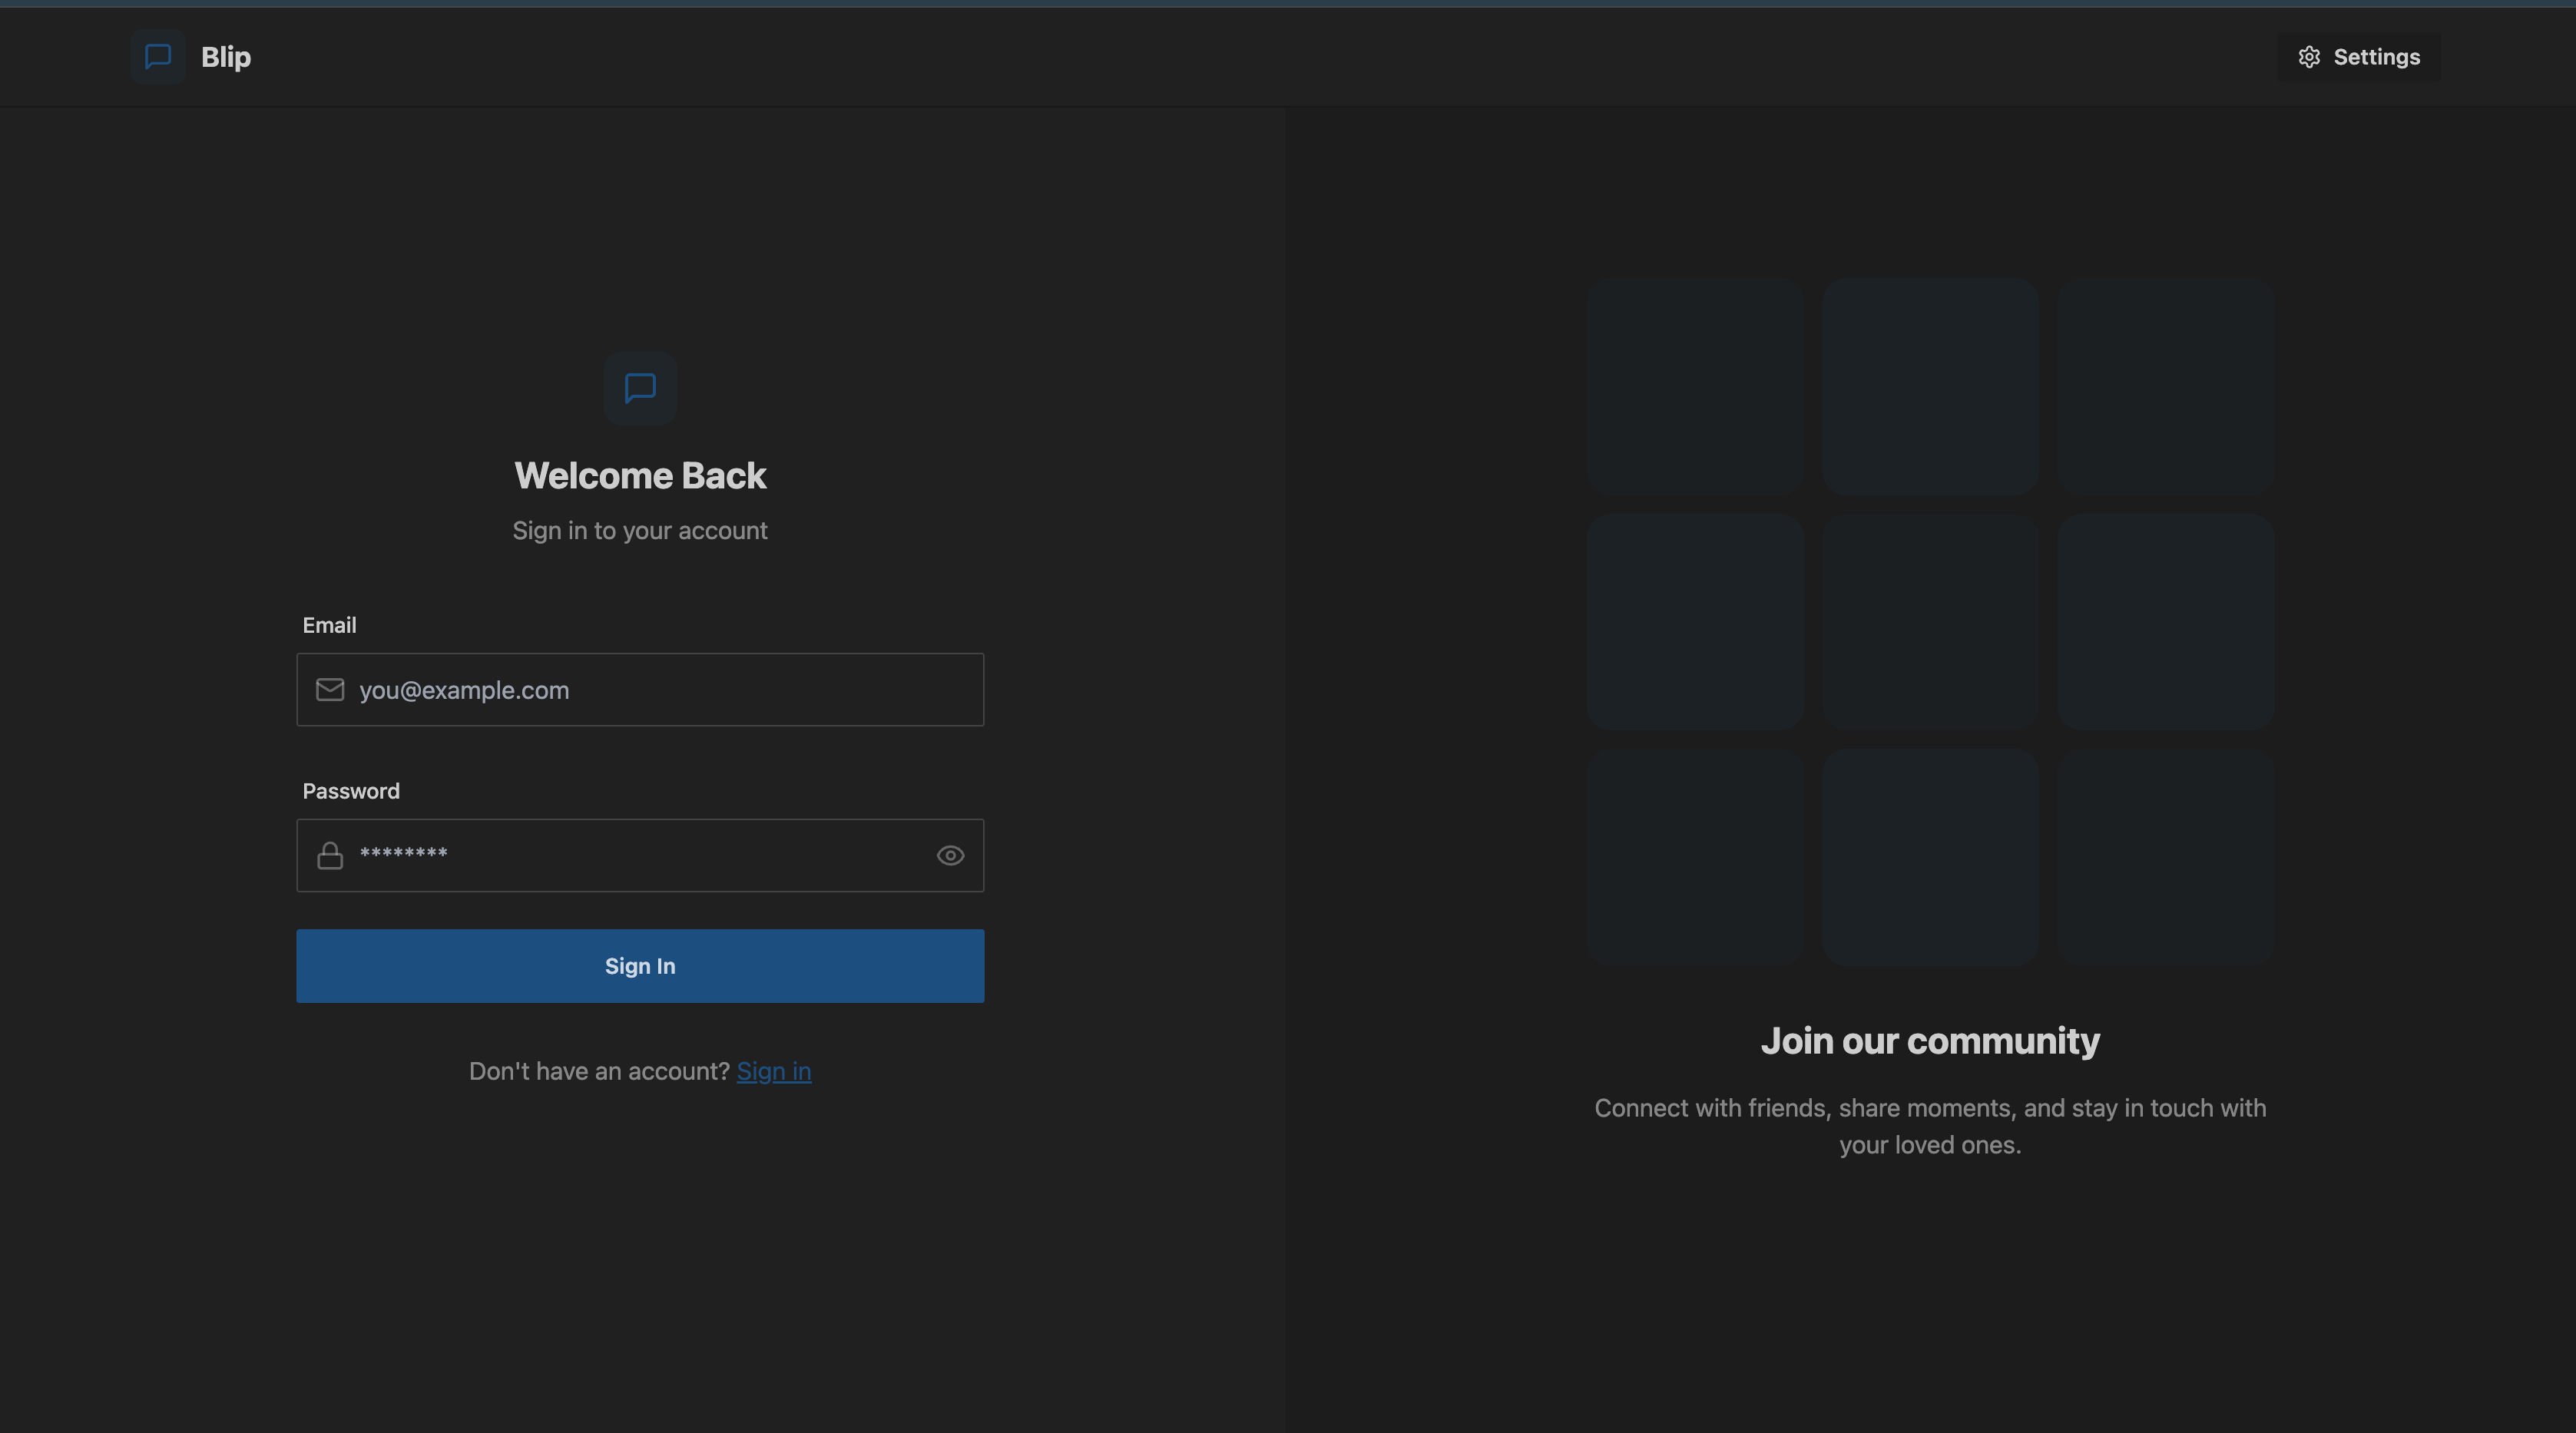 Blip
Settings
Welcome Back
Sign in to your account
Email
you@example.com
Password
********
Sign In
Don't have an account? Sign in
Join our community
Connect with friends, share moments, and stay in touch with
your loved ones.